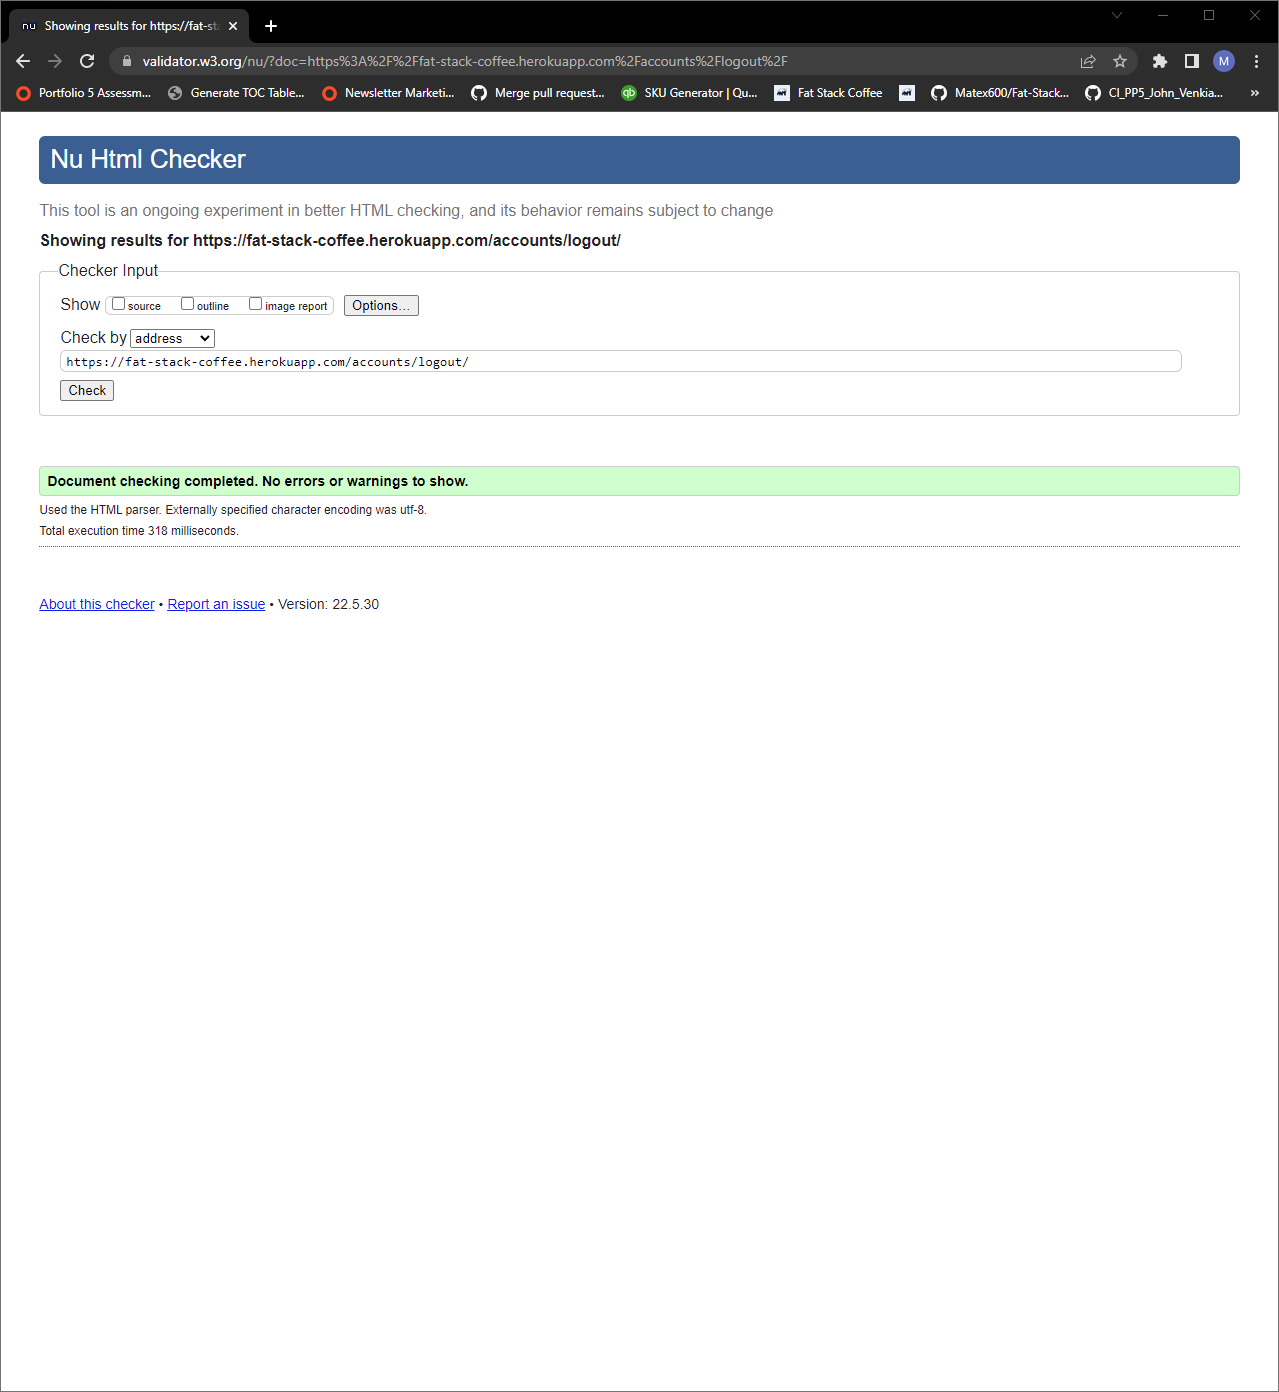 nu Showing results for https://fat-sta
validator.w3.org/nu/?doc=https%3A%2F%2Ffat-stack-coffee.herokuapp.com%2Faccounts%2Flogout%2F M
Portfolio 5 Assessm... Generate TOC Table... Newsletter Marketi... Merge pull request... qb SKU Generator | Qu... Fat Stack Coffee Matex600/Fat-Stack... CI_PP5_John_Venkia... »
Nu Html Checker
This tool is an ongoing experiment in better HTML checking, and its behavior remains subject to change
Showing results for https://fat-stack-coffee.herokuapp.com/accounts/logout/
Checker Input
Show source outline image report Options...
Check by address
https://fat-stack-coffee.herokuapp.com/accounts/logout/
Check
Document checking completed. No errors or warnings to show.
Used the HTML parser. Externally specified character encoding was utf-8.
Total execution time 318 milliseconds.
About this checker • Report an issue • Version: 22.5.30